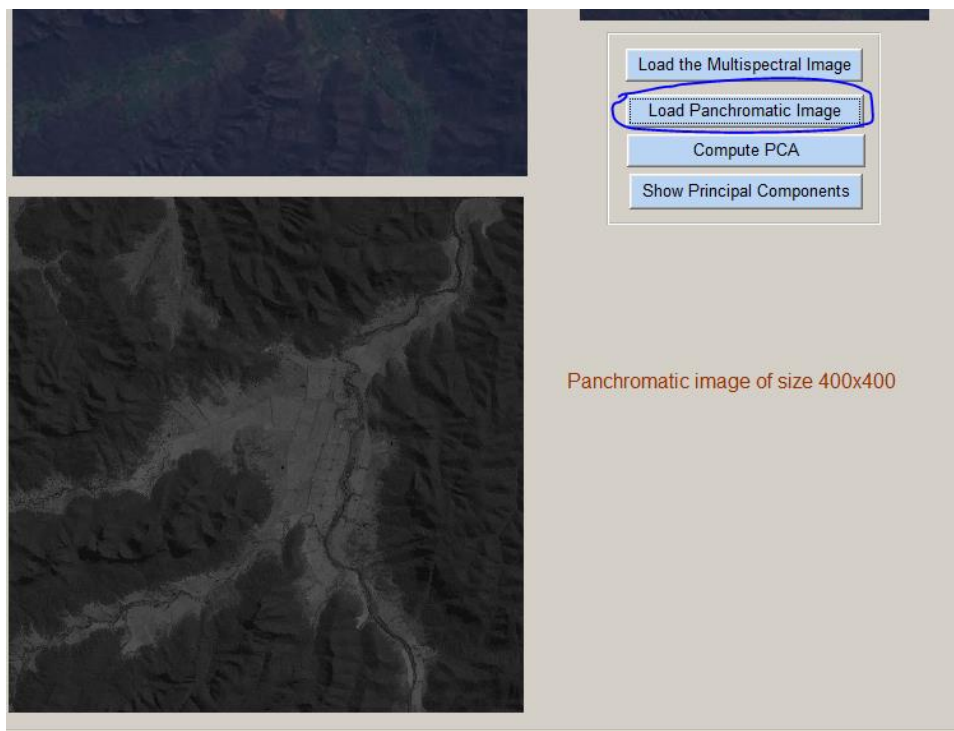 Load the Multispectral Image
Load Panchromatic Image
Compute PCA
Show Principal Components
Panchromatic image of size 400x400